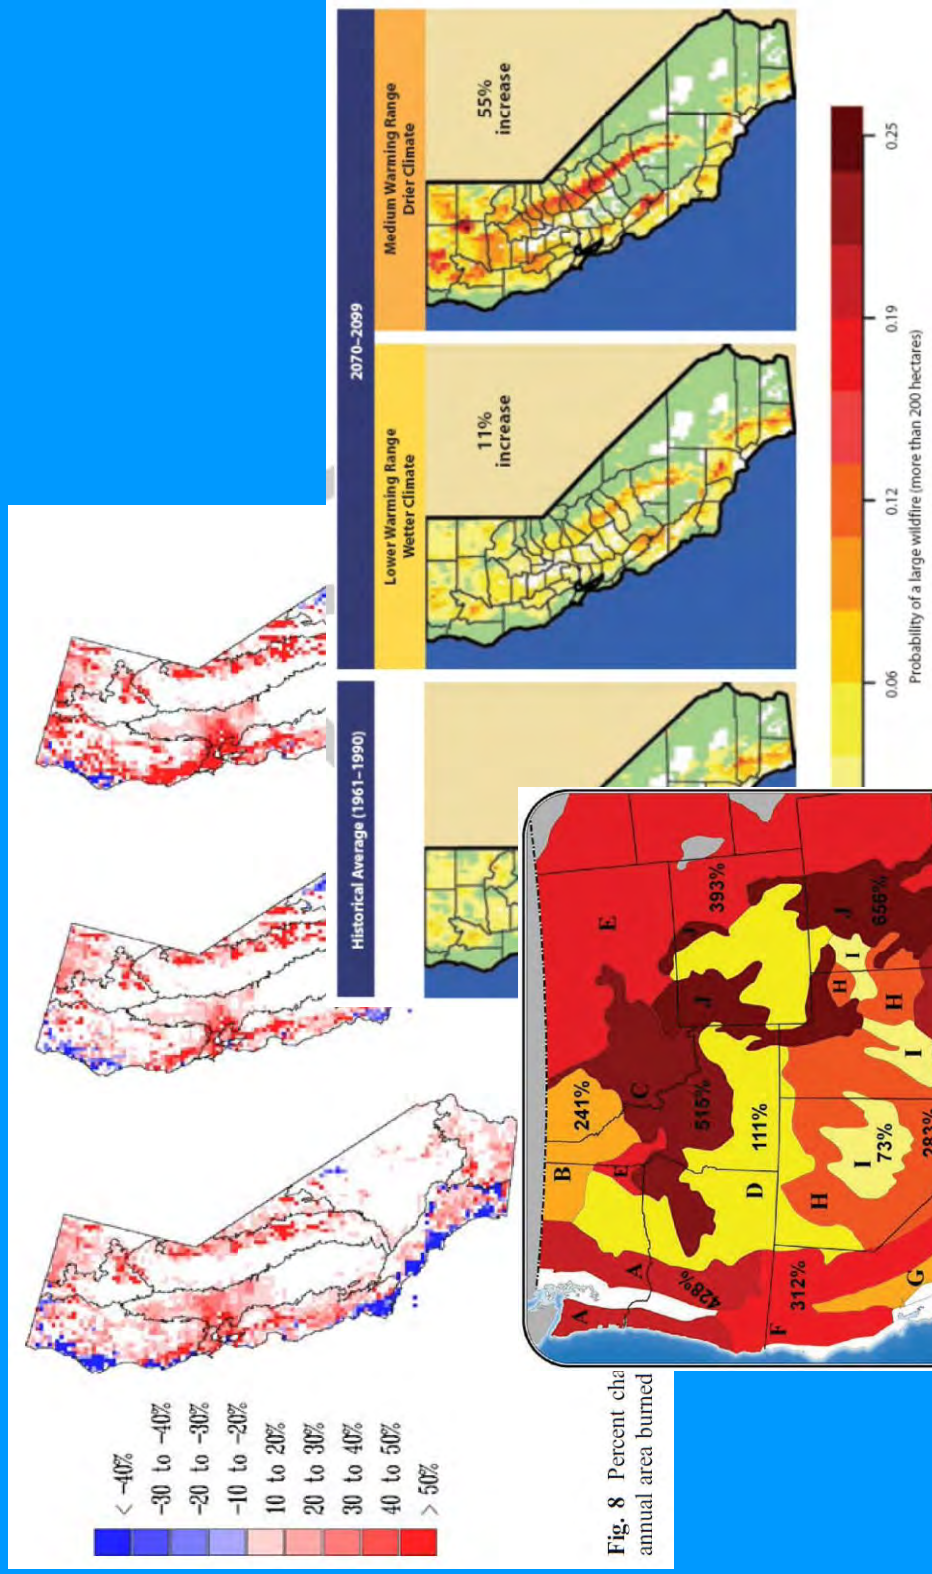 < -40%
-30 to -40%
-20 to -30%
-10 to -20%
10 to 20%
20 to 30%
30 to 40%
40 to 50%
> 50%
Fig. 8 Percent cha
annual area burned
Historical Average (1961–1990)
2070–2099
Lower Warming Range
Wetter Climate
Medium Warming Range
Drier Climate
11%
increase
55%
increase
0.06
0.12
0.19
0.25
Probability of a large wildfire (more than 200 hectares)
A
A
B
241%
E
E
C
428%
515%
J
J
393%
D
111%
F
312%
H
I
73%
H
I
J
656%
H
I
G
283%